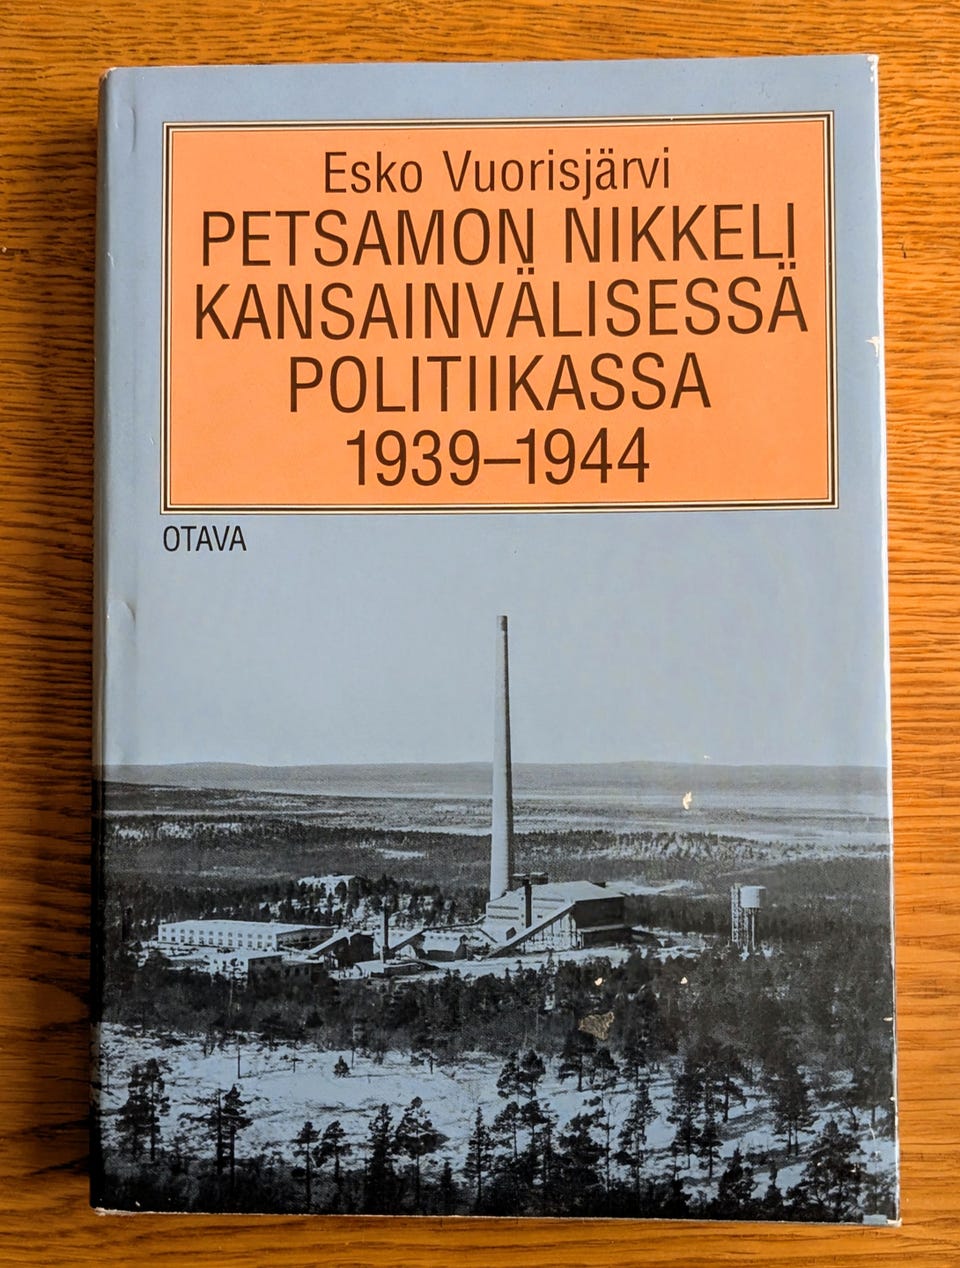 Esko Vuorisjärvi
PETSAMON NIKKELI
KANSAINVÄLISESSÄ
POLITIIKASSA
1939–1944
OTAVA